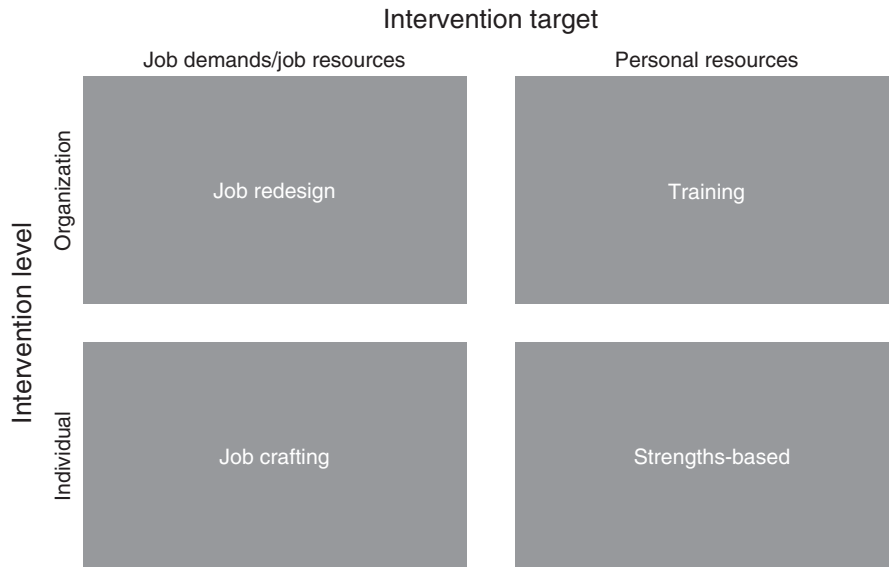 Intervention target
Job demands/job resources
Personal resources
Intervention level
Organization
Job redesign
Training
Individual
Job crafting
Strengths-based